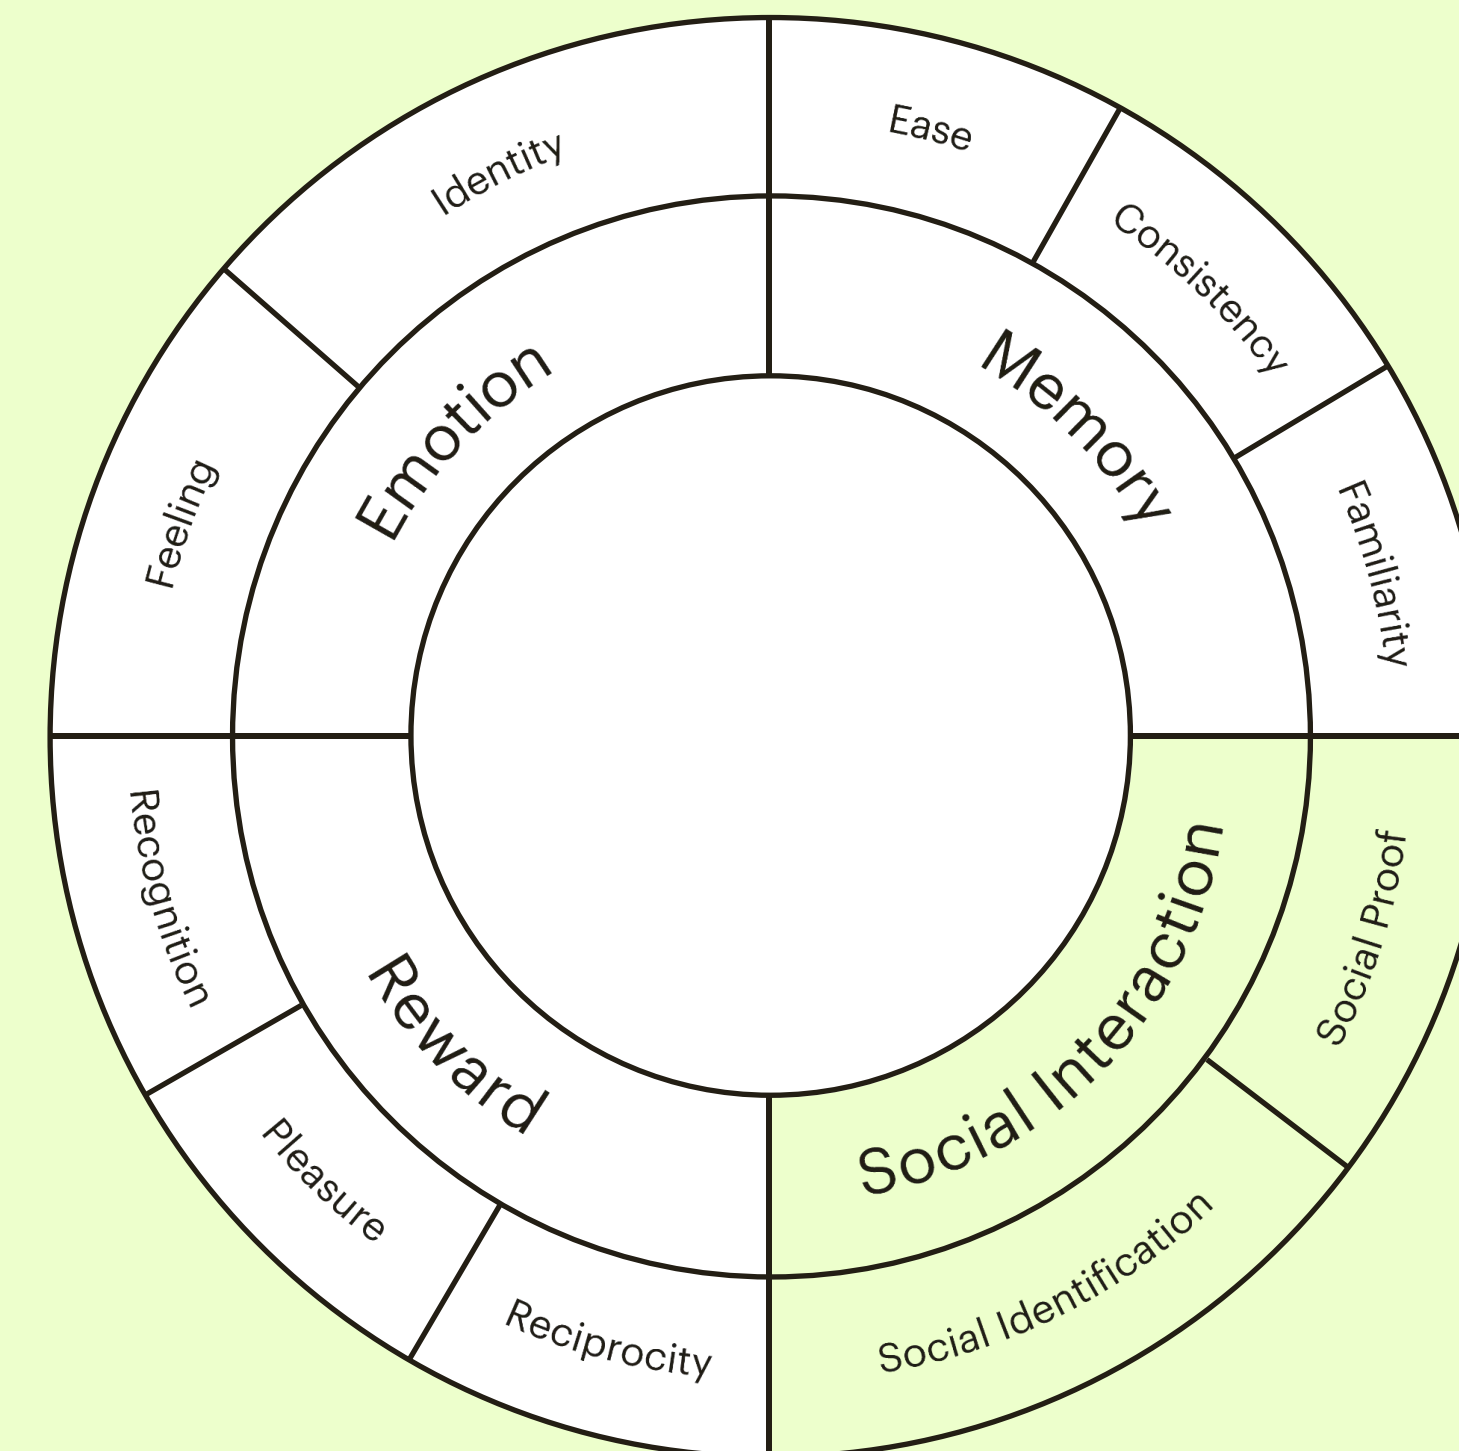 Identity
Ease
Consistency
Familiarity
Feeling
Emotion
Memory
Recognition
Reward
Social Interaction
Social Proof
Pleasure
Reciprocity
Social Identification